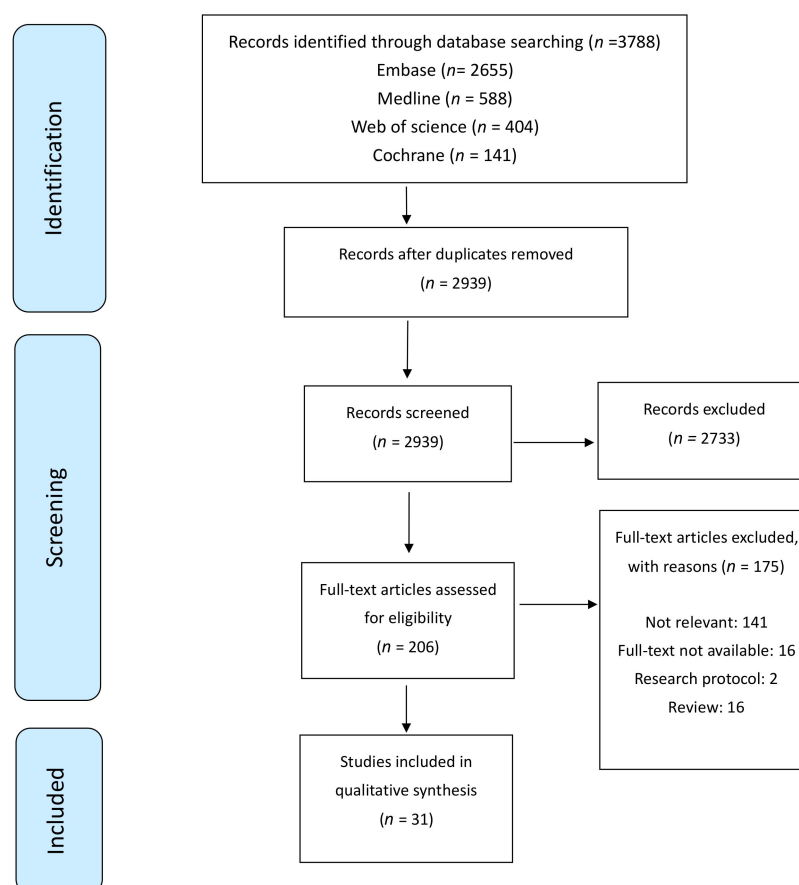 Identification
Records identified through database searching (n =3788)
Embase (n= 2655)
Medline (n = 588)
Web of science (n = 404)
Cochrane (n = 141)
Records after duplicates removed
(n = 2939)
Screening
Records screened
(n = 2939)
Records excluded
(n = 2733)
Full-text articles assessed
for eligibility
(n = 206)
Full-text articles excluded,
with reasons (n = 175)
Not relevant: 141
Full-text not available: 16
Research protocol: 2
Review: 16
Included
Studies included in
qualitative synthesis
(n = 31)